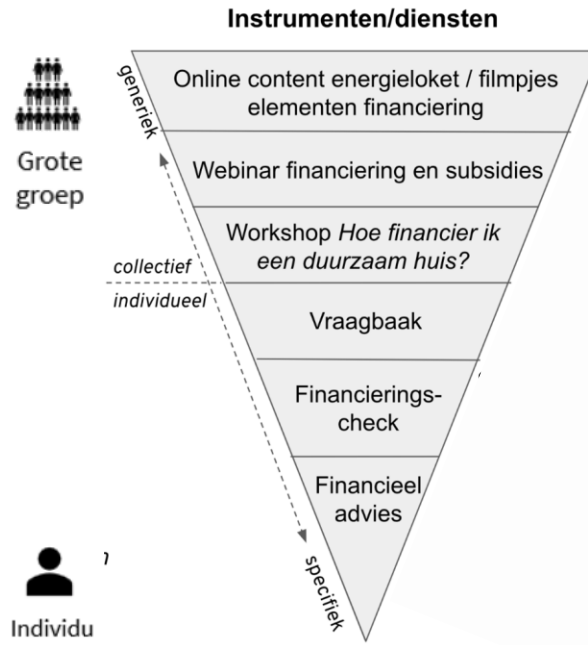 Instrumenten/diensten
generiek
Online content energieloket / filmpjes
elementen financiering
Grote
groep
Webinar financiering en subsidies
Workshop Hoe financier ik
een duurzaam huis?
collectief
individueel
Vraagbaak
Financierings-
check
Financieel
advies
n
specifiek
Individu